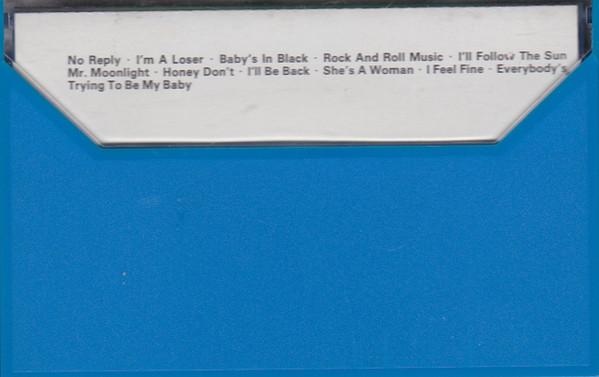 No Reply · I'm A Loser · Baby's In Black · Rock And Roll Music · I'll Follow The Sun
Mr. Moonlight · Honey Don't · I'll Be Back · She's A Woman · I Feel Fine · Everybody's
Trying To Be My Baby